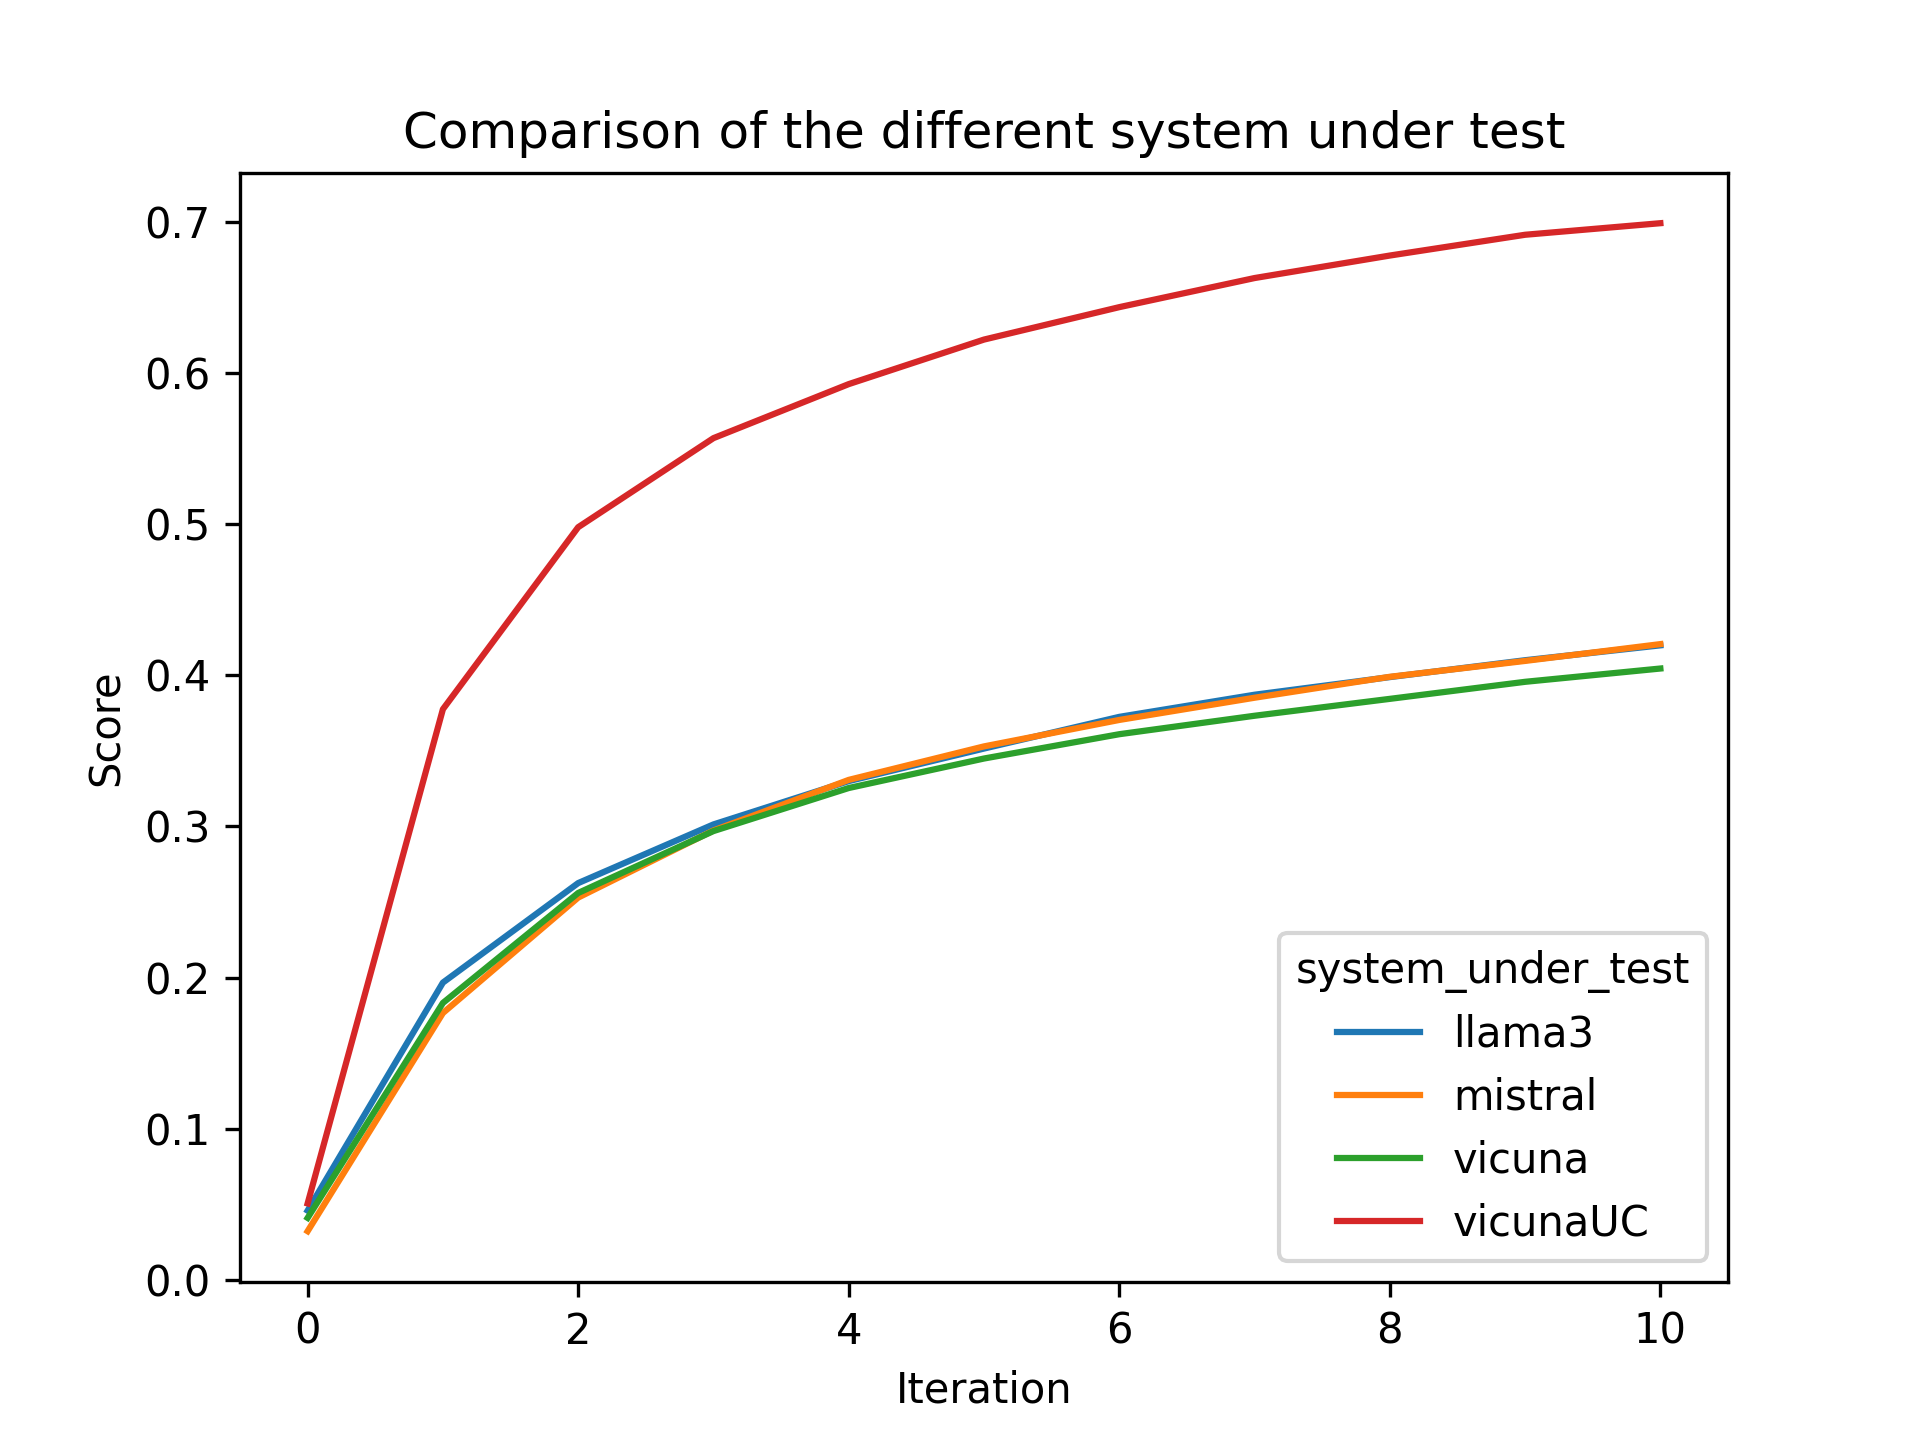 Comparison of the different system under test
0.7
0.6
0.5
0.4
0.3
0.2
0.1
0.0
Score
0 2 4 6 8 10
Iteration
system_under_test
llama3
mistral
vicuna
vicunaUC